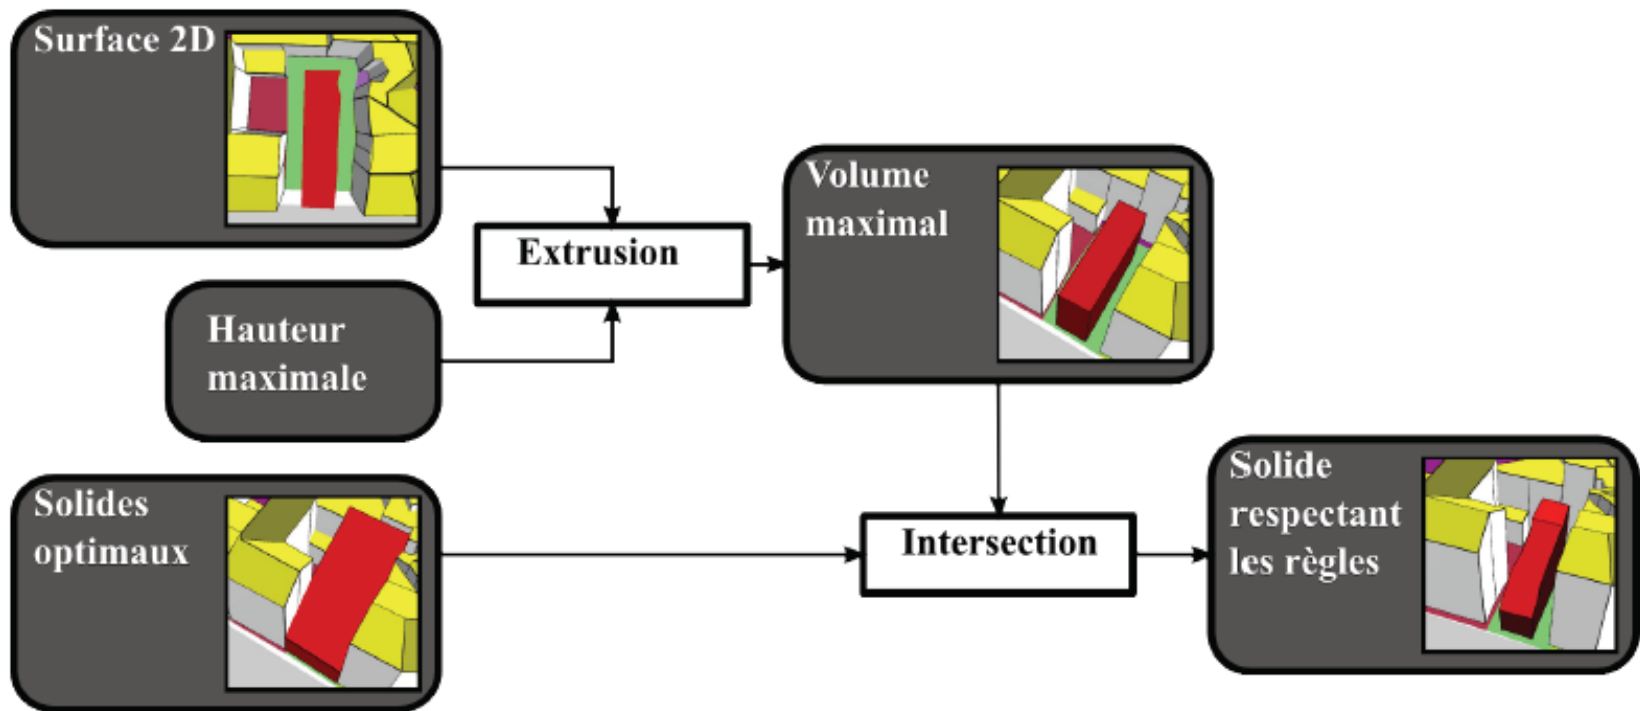 Surface 2D
Hauteur
maximale
Extrusion
Volume
maximal
Solides
optimaux
Intersection
Solide
respectant
les règles